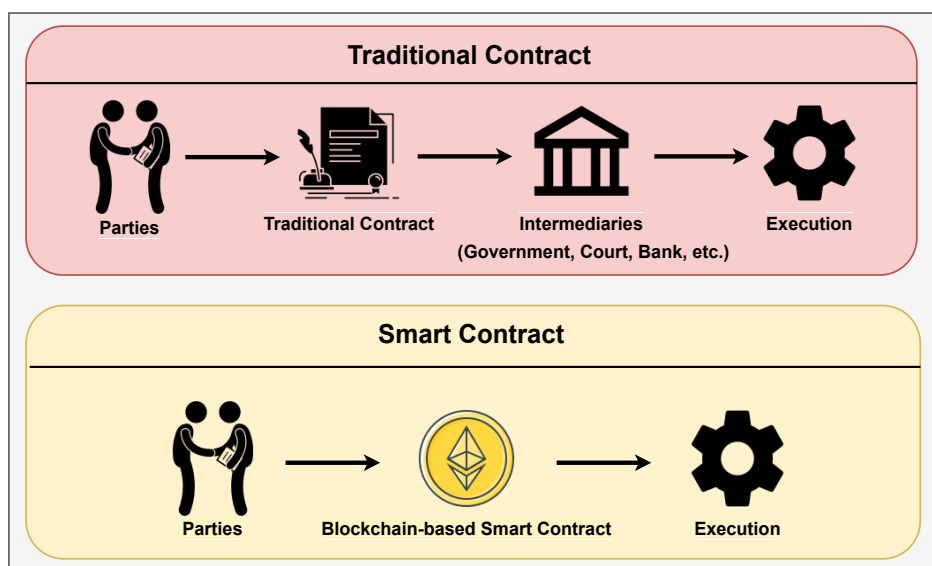 Traditional Contract
Parties
Traditional Contract
Intermediaries
(Government, Court, Bank, etc.)
Execution
Smart Contract
Parties
Blockchain-based Smart Contract
Execution